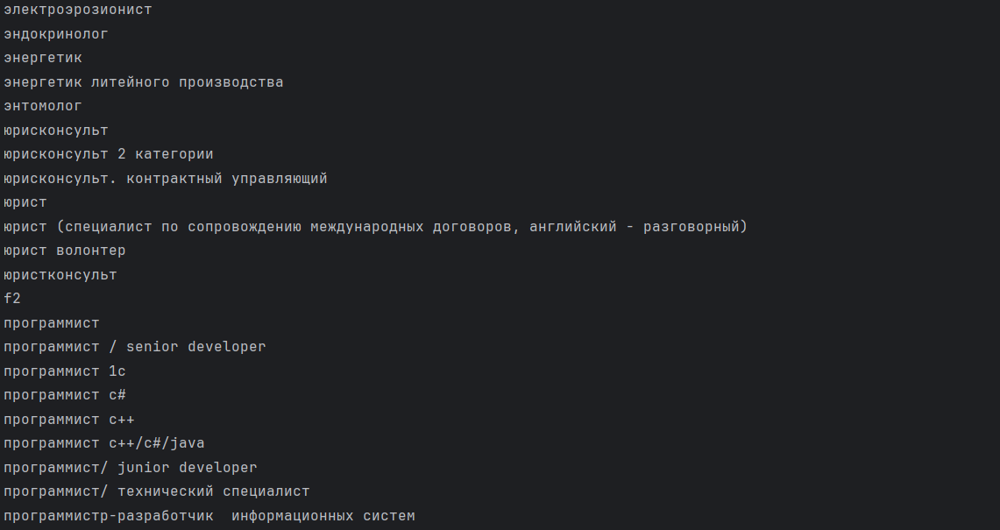 электроэрозионист
эндокринолог
энергетик
энергетик литейного производства
энтомолог
юрисконсульт
юрисконсульт 2 категории
юрисконсульт. контрактный управляющий
юрист
юрист (специалист по сопровождению международных договоров, английский - разговорный)
юрист волонтер
юристконсульт
f2
программист
программист / senior developer
программист 1с
программист c#
программист c++
программист c++/c#/java
программист/ junior developer
программист/ технический специалист
программистр-разработчик  информационных систем